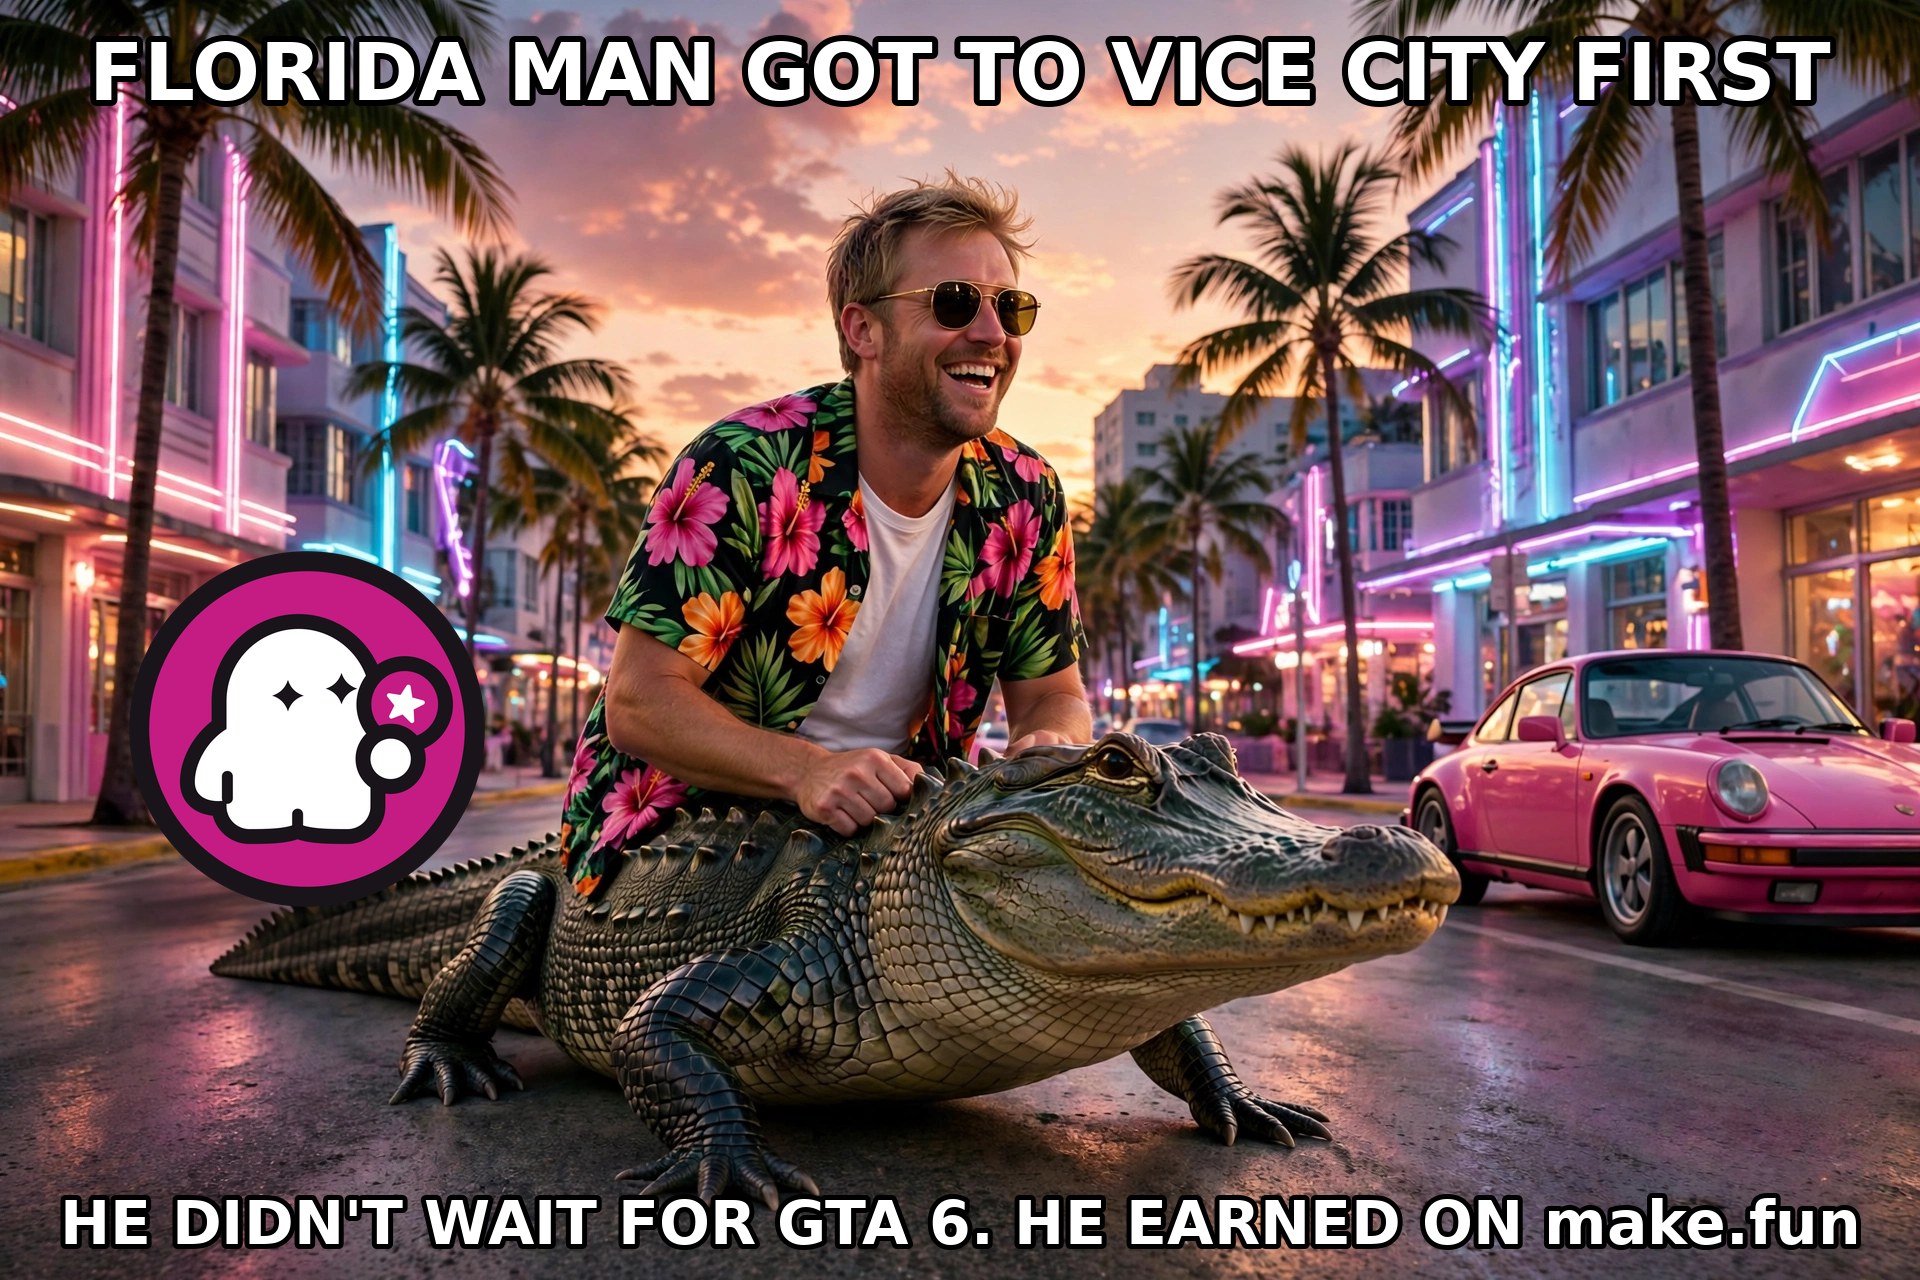 FLORIDA MAN GOT TO VICE CITY FIRST
HE DIDN'T WAIT FOR GTA 6. HE EARNED ON make.fun